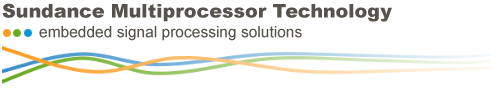 Sundance Multiprocessor Technology
embedded signal processing solutions